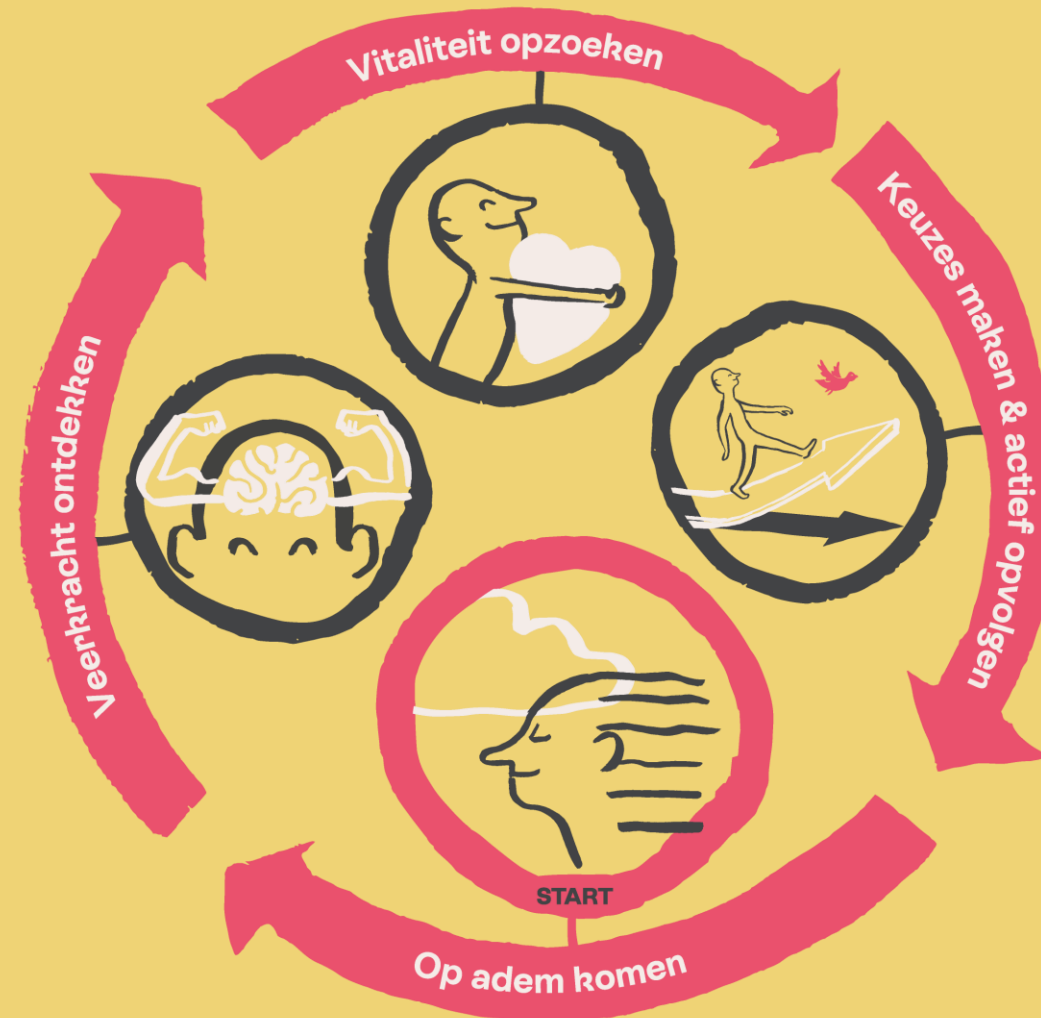 Vitaliteit opzoeken
Keuzes maken & actief opvolgen
Veerkracht ontdekken
START
Op adem komen